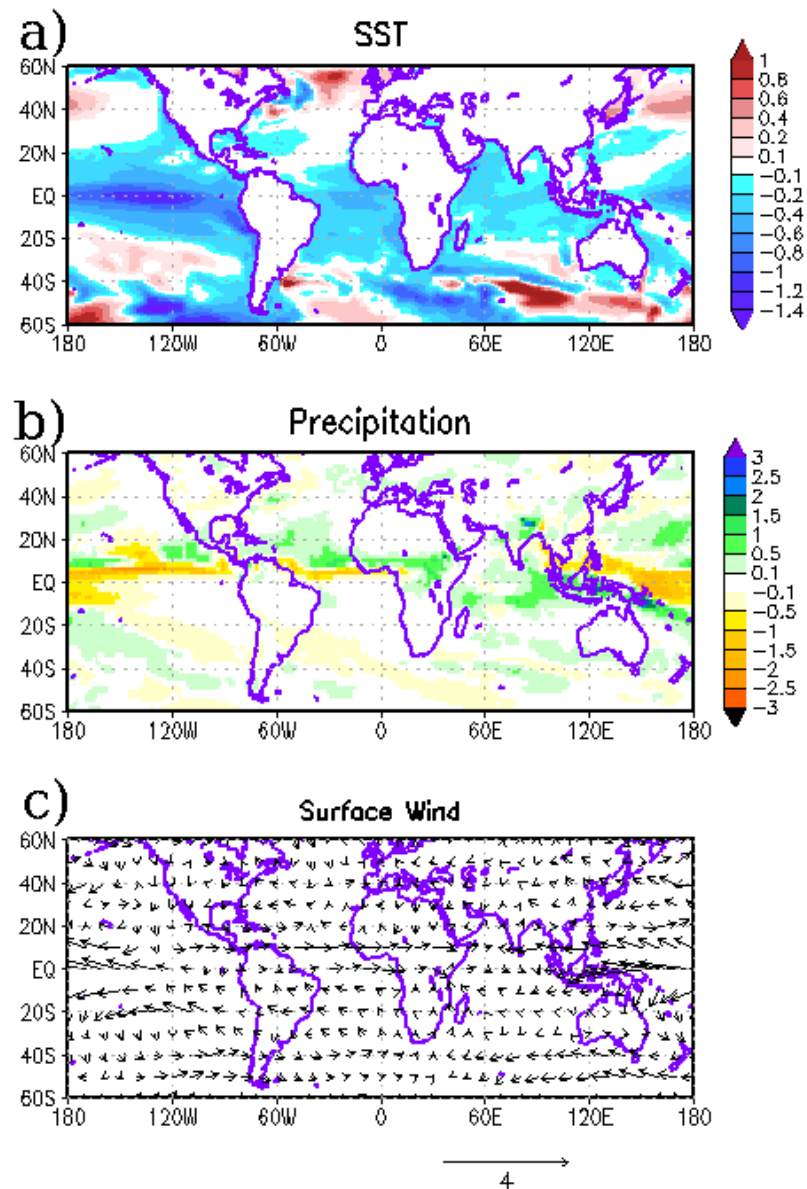 a)
SST
60N
40N
20N
EQ
20S
40S
60S
180 120W 60W 0 60E 120E 180
1
0.8
0.6
0.4
0.2
0.1
-0.1
-0.2
-0.4
-0.6
-0.8
-1
-1.2
-1.4
b)
Precipitation
60N
40N
20N
EQ
20S
40S
60S
180 120W 60W 0 60E 120E 180
3
2.5
2
1.5
1
0.5
0.1
-0.1
-0.5
-1
-1.5
-2
-2.5
-3
c)
Surface Wind
60N
40N
20N
EQ
20S
40S
60S
180 120W 60W 0 60E 120E 180
4